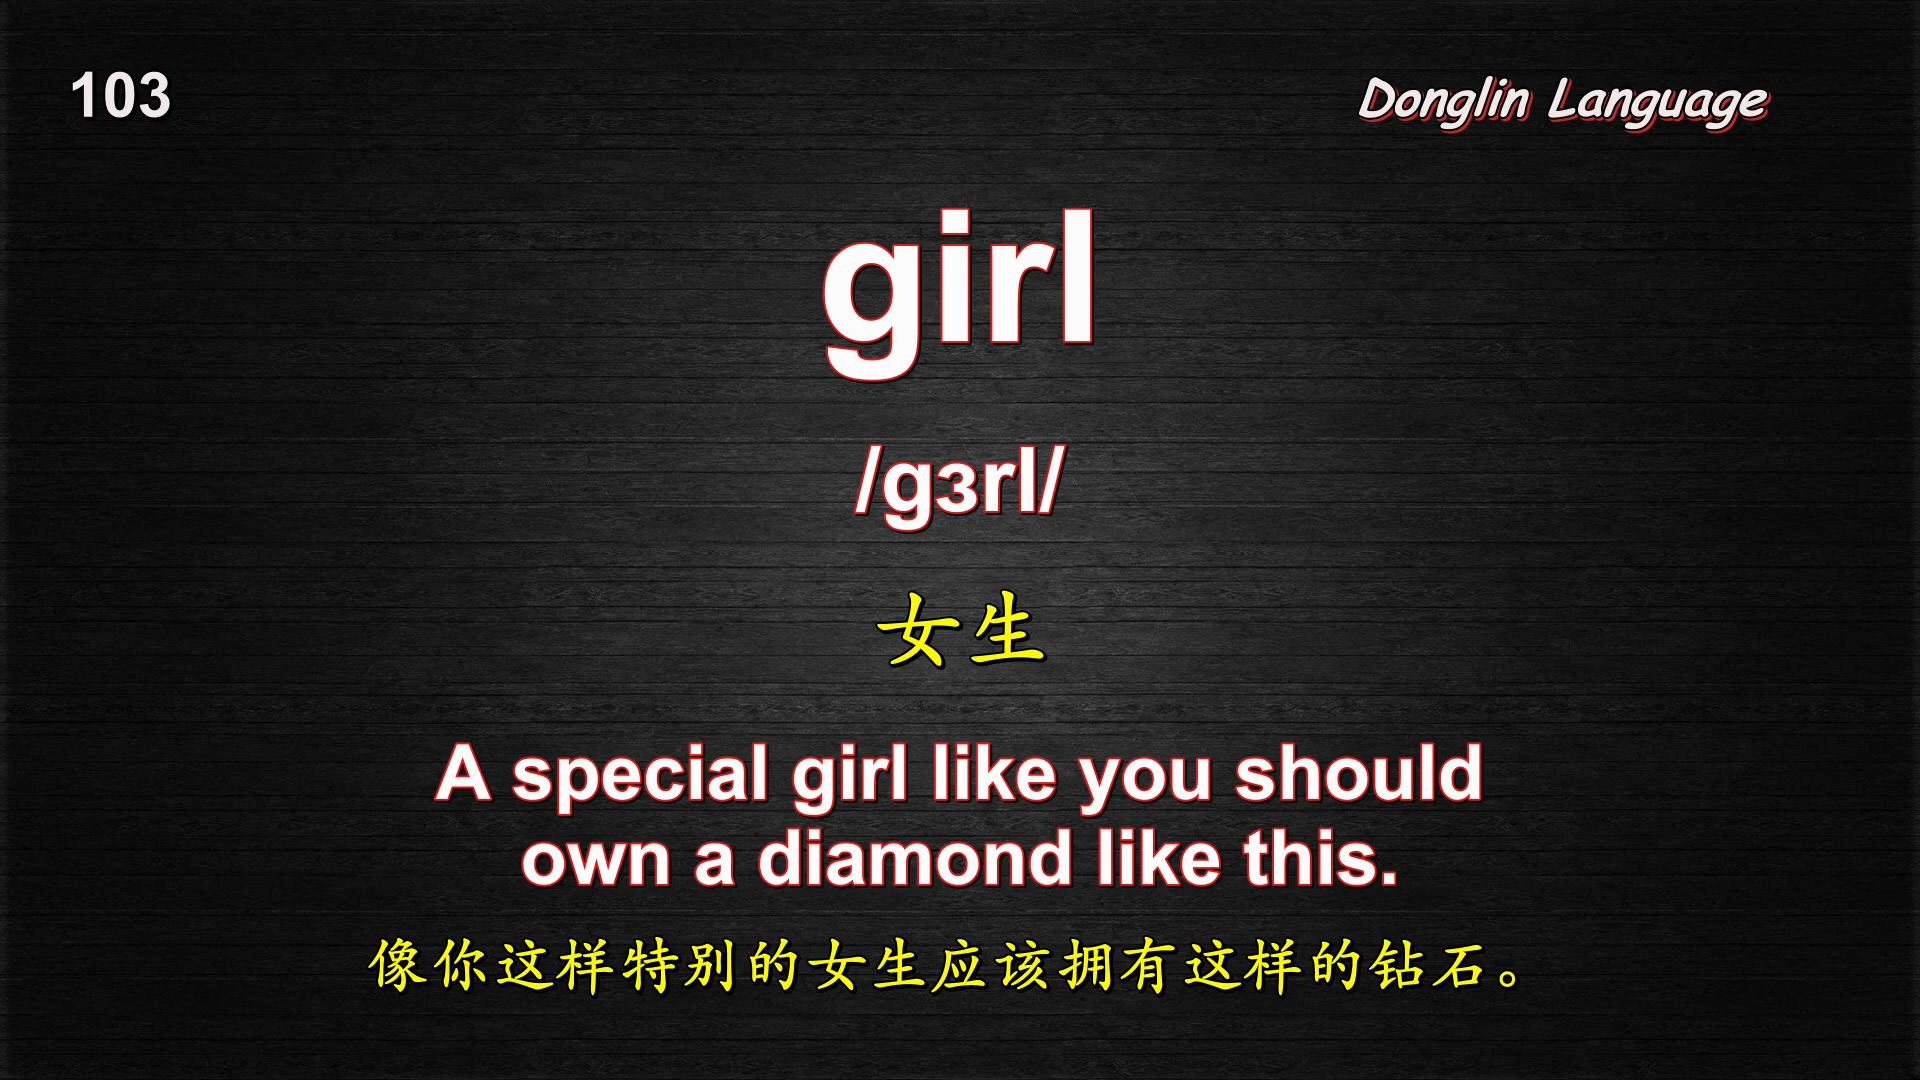 103
Donglin Language
girl
/gɜrl/
女生
A special girl like you should
own a diamond like this.
像你这样特别的女生应该拥有这样的钻石。